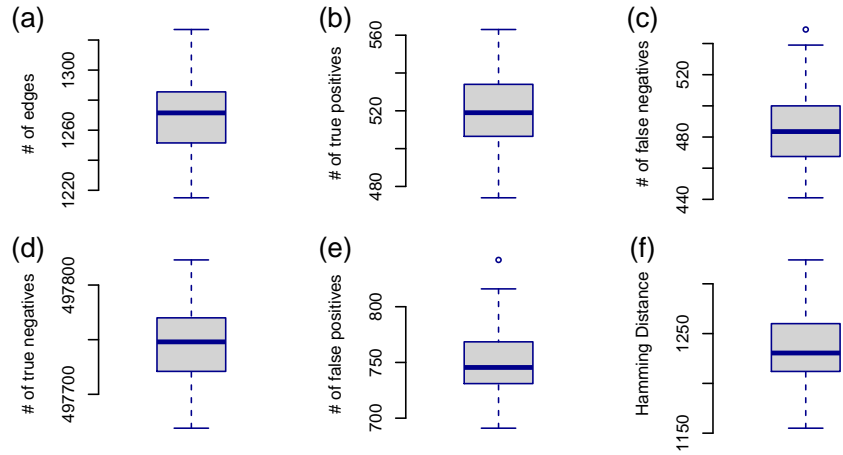 (a)
# of edges
1220
1260
1300
(b)
# of true positives
480
520
560
(c)
# of false negatives
440
480
520
(d)
# of true negatives
497700
497800
(e)
# of false positives
700
750
800
(f)
Hamming Distance
1150
1250